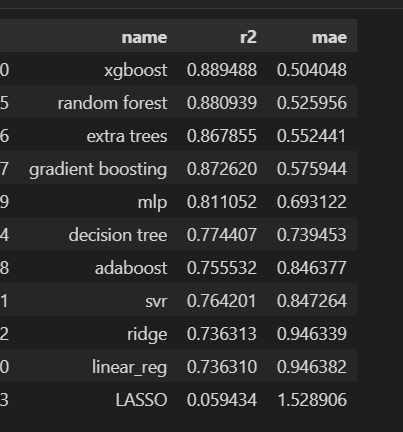 name r2 mae
0 xgboost 0.889488 0.504048
5 random forest 0.880939 0.525956
6 extra trees 0.867855 0.552441
7 gradient boosting 0.872620 0.575944
9 mlp 0.811052 0.693122
4 decision tree 0.774407 0.739453
8 adaboost 0.755532 0.846377
1 svr 0.764201 0.847264
2 ridge 0.736313 0.946339
0 linear_reg 0.736310 0.946382
3 LASSO 0.059434 1.528906